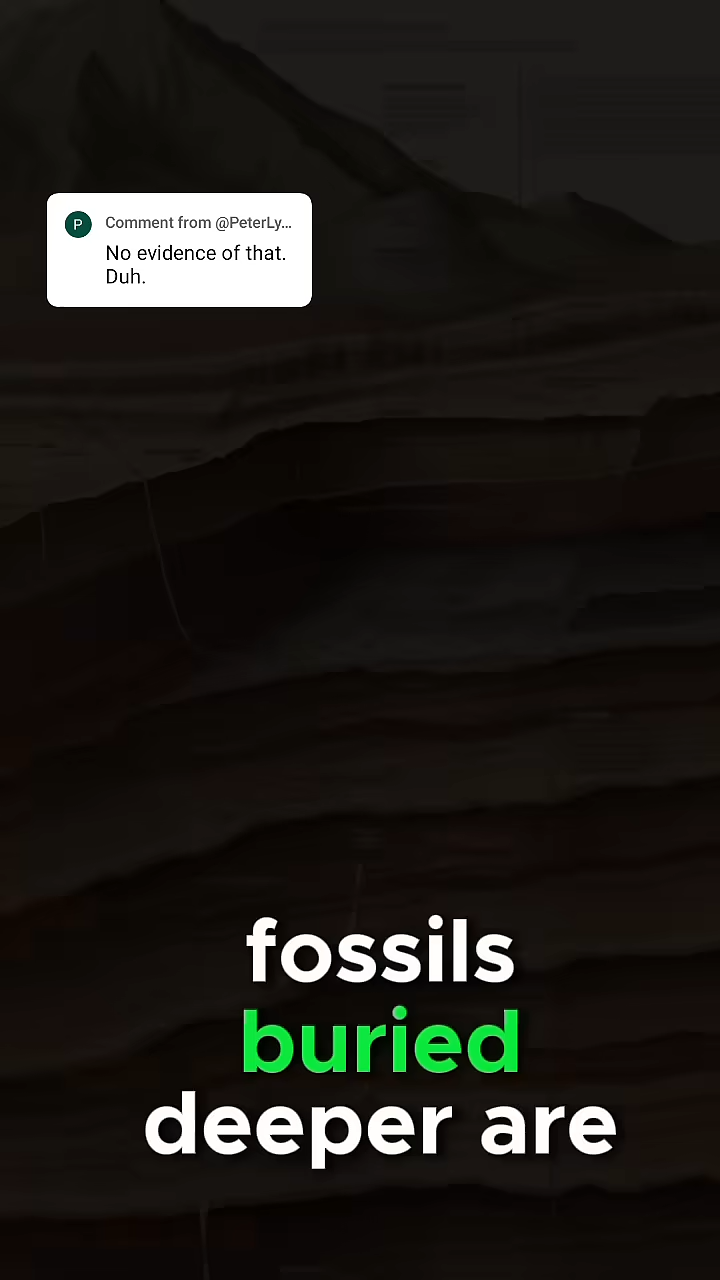 P
Comment from @PeterLy...
No evidence of that.
Duh.
fossils
buried
deeper are